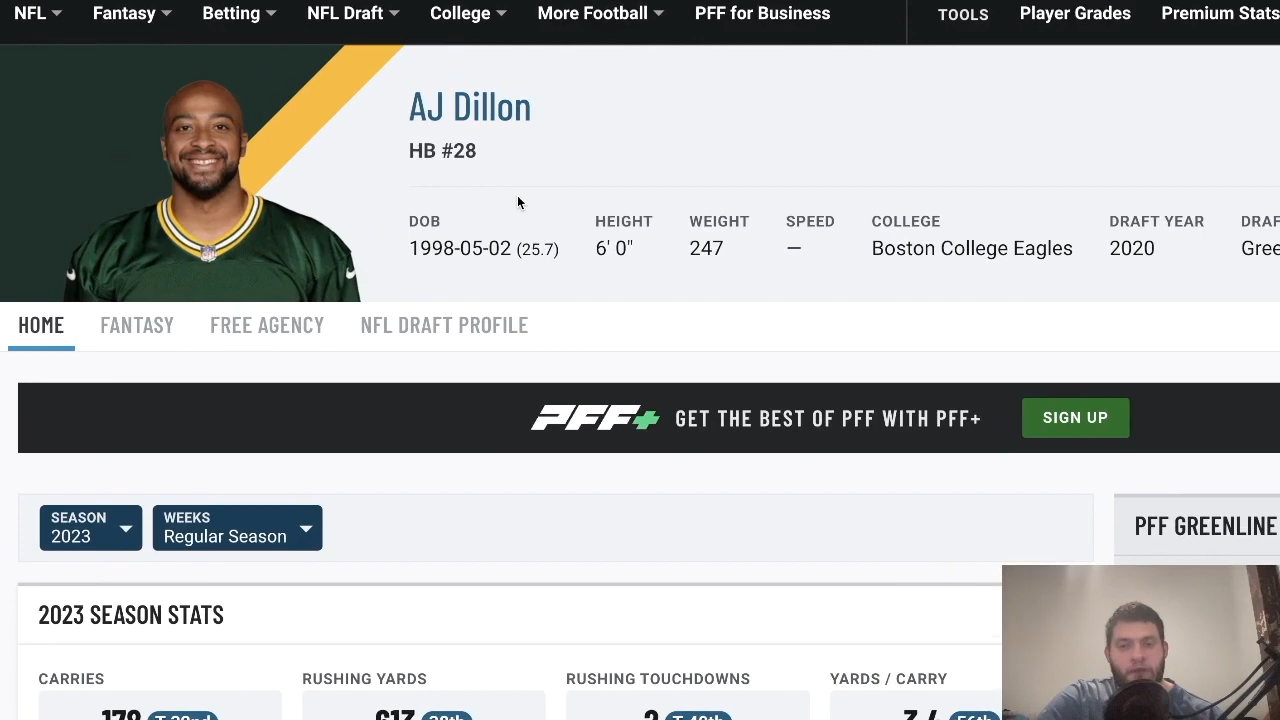 NFL Fantasy Betting NFL Draft College More Football PFF for Business TOOLS Player Grades Premium Stats
AJ Dillon
HB #28
DOB HEIGHT WEIGHT SPEED COLLEGE DRAFT YEAR DRAF
1998-05-02 (25.7) 6' 0" 247 — Boston College Eagles 2020 Gree
HOME FANTASY FREE AGENCY NFL DRAFT PROFILE
PFF+ GET THE BEST OF PFF WITH PFF+ SIGN UP
SEASON WEEKS
2023 Regular Season
PFF GREENLINE
2023 SEASON STATS
CARRIES RUSHING YARDS RUSHING TOUCHDOWNS YARDS / CARRY